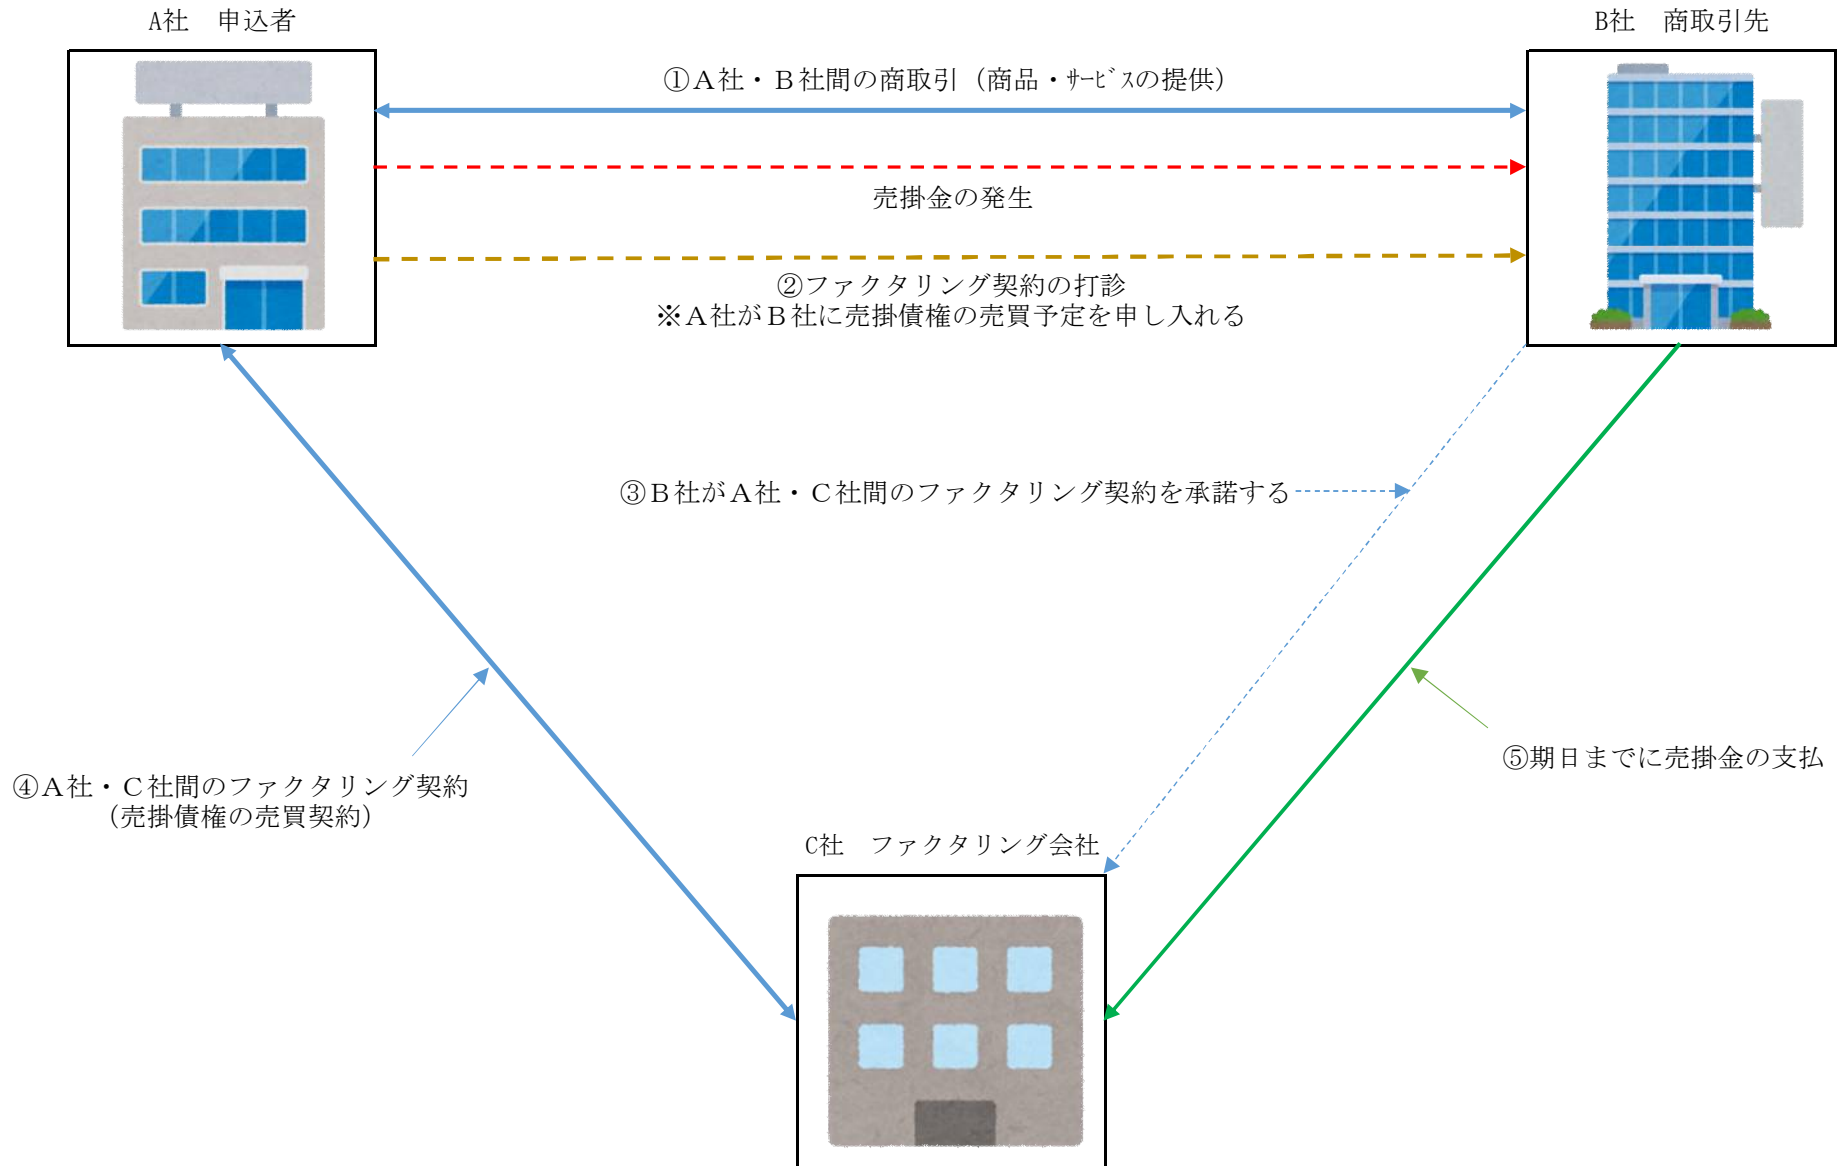 A社　申込者
B社　商取引先
①Ａ社・Ｂ社間の商取引（商品・ｻｰﾋﾞｽの提供）
売掛金の発生
②ファクタリング契約の打診
※Ａ社がＢ社に売掛債権の売買予定を申し入れる
③Ｂ社がＡ社・Ｃ社間のファクタリング契約を承諾する
④Ａ社・Ｃ社間のファクタリング契約
（売掛債権の売買契約）
⑤期日までに売掛金の支払
C社　ファクタリング会社